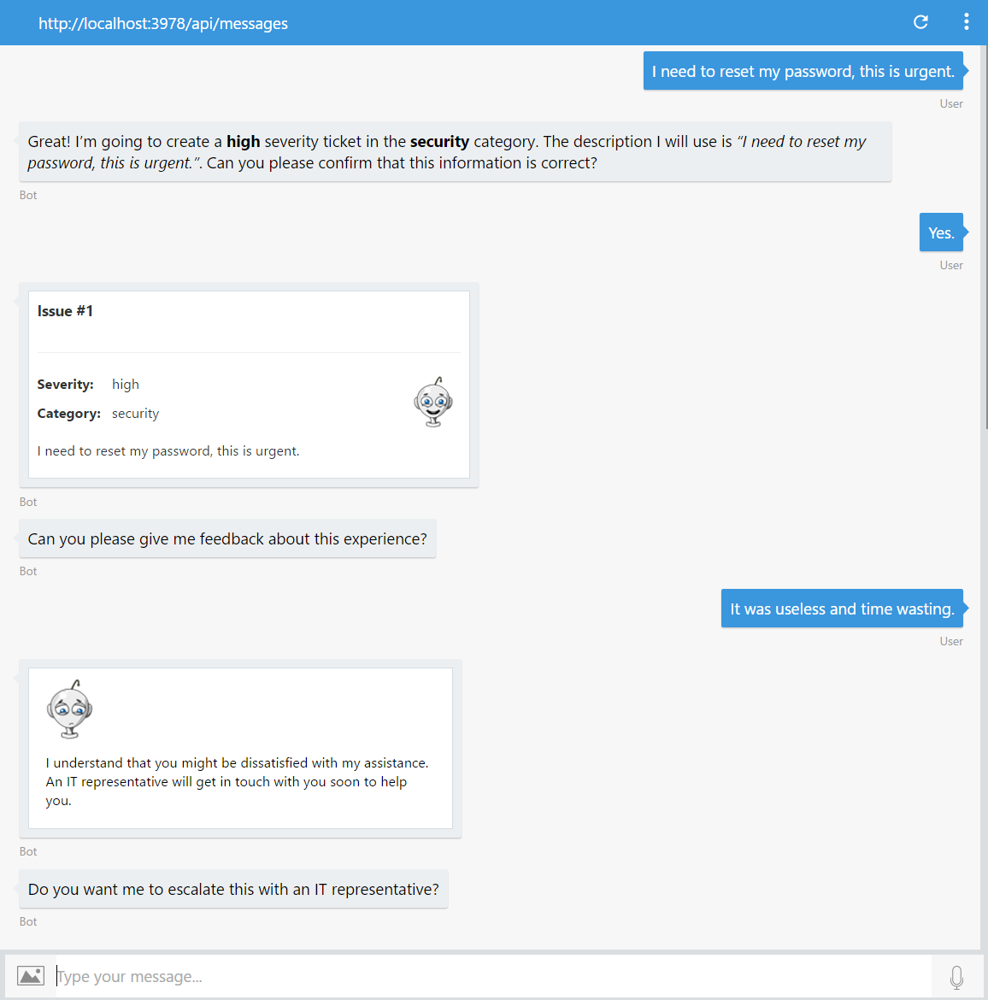 http://localhost:3978/api/messages
I need to reset my password, this is urgent.
User
Great! I’m going to create a high severity ticket in the security category. The description I will use is “I need to reset my
password, this is urgent.”. Can you please confirm that this information is correct?
Bot
Yes.
User
Issue #1
Severity: high
Category: security
I need to reset my password, this is urgent.
Bot
Can you please give me feedback about this experience?
Bot
It was useless and time wasting.
User
I understand that you might be dissatisfied with my assistance.
An IT representative will get in touch with you soon to help
you.
Bot
Do you want me to escalate this with an IT representative?
Bot
Type your message...